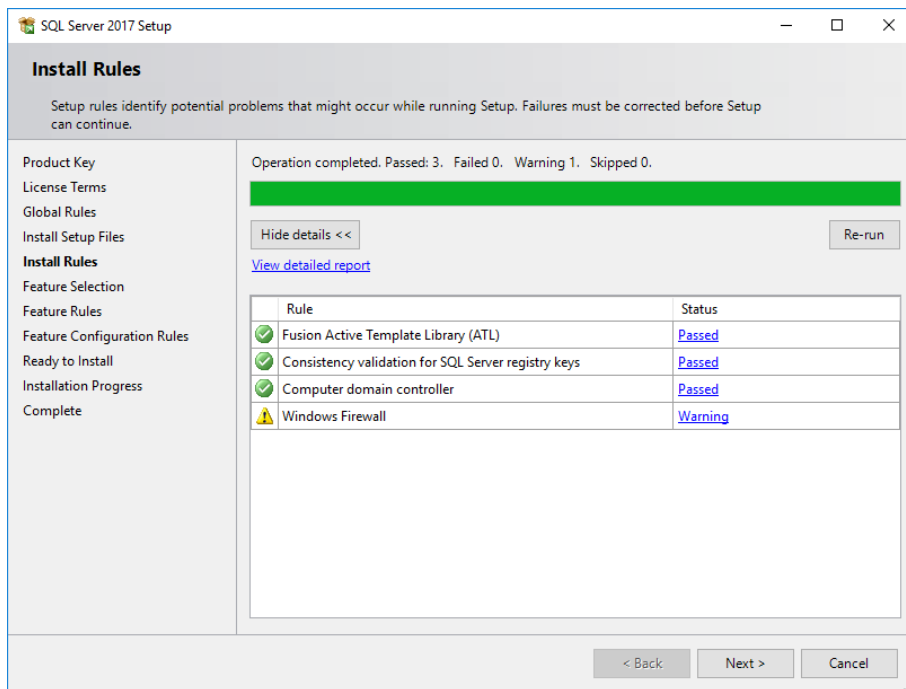 SQL Server 2017 Setup
Install Rules
Setup rules identify potential problems that might occur while running Setup. Failures must be corrected before Setup
can continue.
Product Key
License Terms
Global Rules
Install Setup Files
Install Rules
Feature Selection
Feature Rules
Feature Configuration Rules
Ready to Install
Installation Progress
Complete
Operation completed. Passed: 3. Failed 0. Warning 1. Skipped 0.
Hide details <<
Re-run
View detailed report
Rule Status
Fusion Active Template Library (ATL) Passed
Consistency validation for SQL Server registry keys Passed
Computer domain controller Passed
Windows Firewall Warning
< Back Next > Cancel